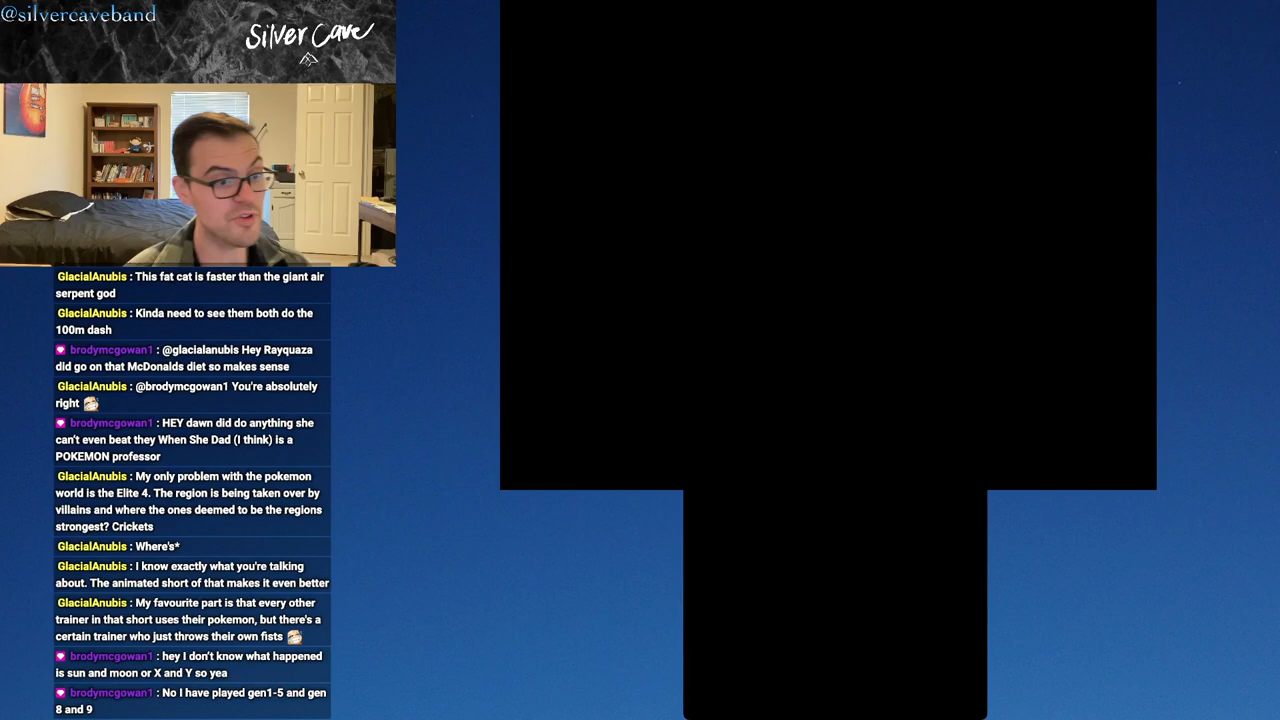 @silvercaveband
Silver Cave
GlacialAnubis : This fat cat is faster than the giant air
serpent god
GlacialAnubis : Kinda need to see them both do the
100m dash
brodymcgowan1 : @glacialanubis Hey Rayquaza
did go on that McDonalds diet so makes sense
GlacialAnubis : @brodymcgowan1 You're absolutely
right
brodymcgowan1 : HEY dawn did do anything she
can't even beat they When She Dad (I think) is a
POKEMON professor
GlacialAnubis : My only problem with the pokemon
world is the Elite 4. The region is being taken over by
villains and where the ones deemed to be the regions
strongest? Crickets
GlacialAnubis : Where's*
GlacialAnubis : I know exactly what you're talking
about. The animated short of that makes it even better
GlacialAnubis : My favourite part is that every other
trainer in that short uses their pokemon, but there's a
certain trainer who just throws their own fists
brodymcgowan1 : hey I don't know what happened
is sun and moon or X and Y so yea
brodymcgowan1 : No I have played gen1-5 and gen
8 and 9